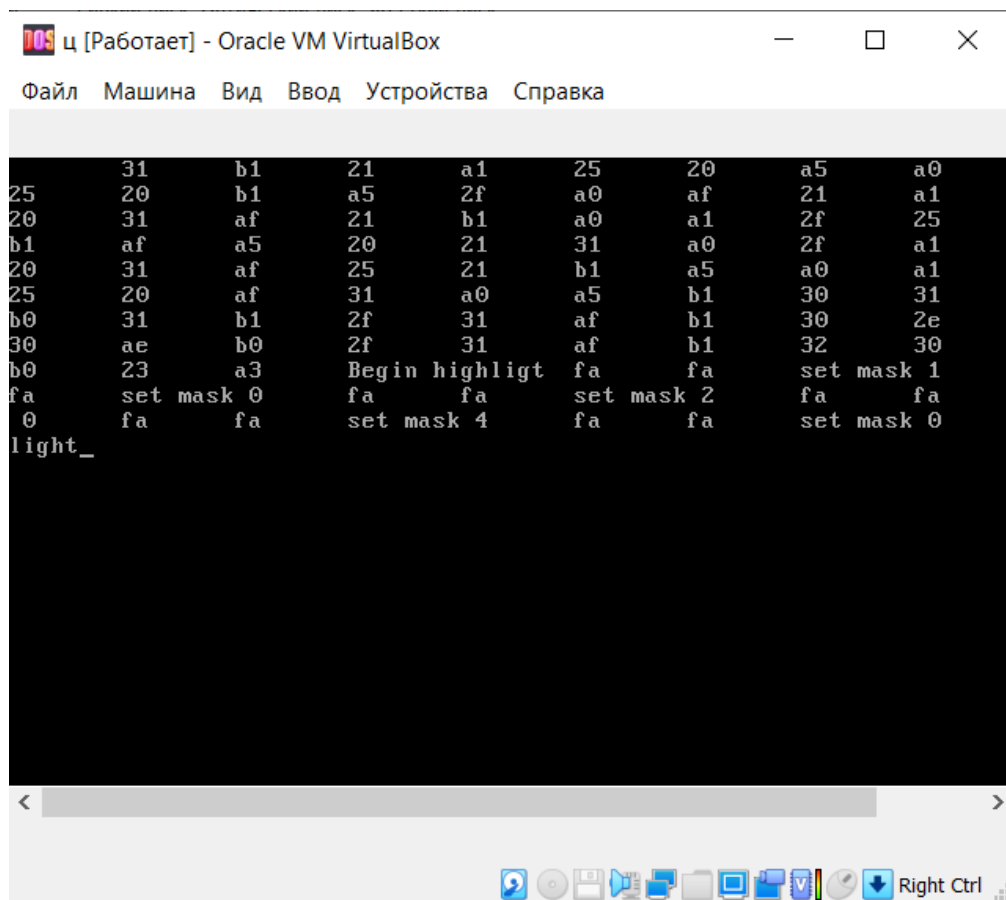 ц [Работает] - Oracle VM VirtualBox
Файл Машина Вид Ввод Устройства Справка
31 b1 21 a1 25 20 a5 a0
25 20 b1 a5 2f a0 af 21 a1
20 31 af 21 b1 a0 a1 2f 25
b1 af a5 20 21 31 a0 2f a1
20 31 af 25 21 b1 a5 a0 a1
25 20 af 31 a0 a5 b1 30 31
b0 31 b1 2f 31 af b1 30 2e
30 ae b0 2f 31 af b1 32 30
b0 23 a3 Begin highligt fa fa set mask 1
fa set mask 0 fa fa set mask 2 fa fa
0 fa fa set mask 4 fa fa set mask 0
light_
Right Ctrl